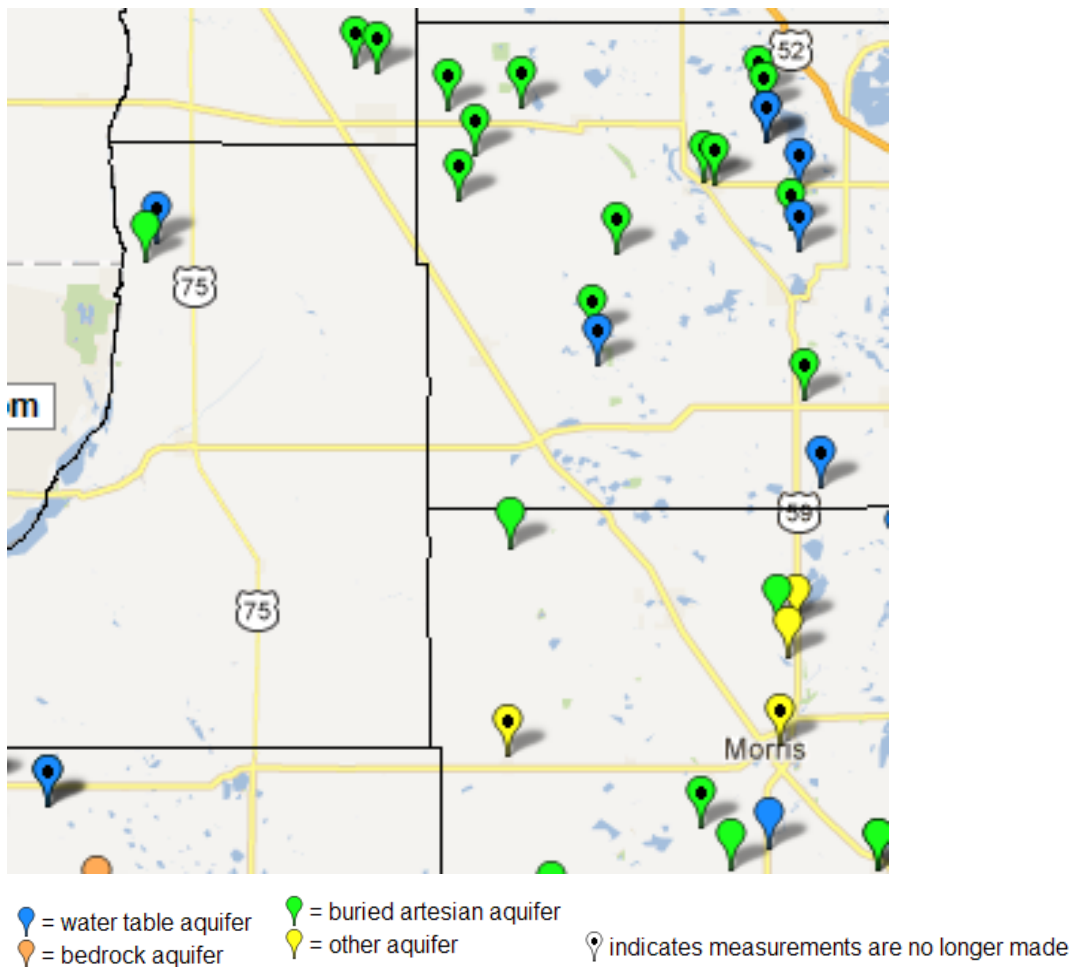 52
75
om
59
75
Morris
= water table aquifer
= buried artesian aquifer
= bedrock aquifer
= other aquifer
indicates measurements are no longer made